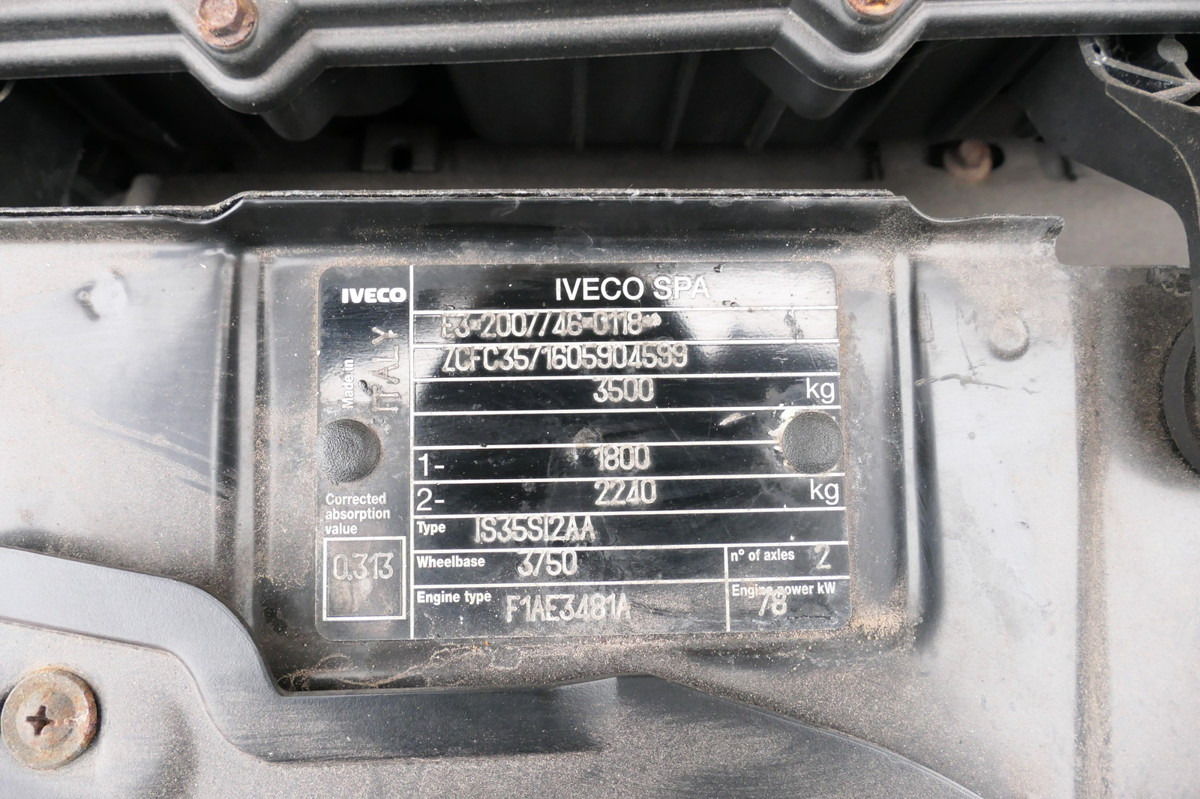 IVECO
IVECO SPA
Made in
ITALY
E3*2007/46*0118*
ZCFC3571605904599
3500 kg
1- 1800
2- 2240 kg
Corrected
absorption
value
0.313
Type IS35SI2AA
Wheelbase 3750 n° of axles 2
Engine type F1AE3481A Engine power kW 78